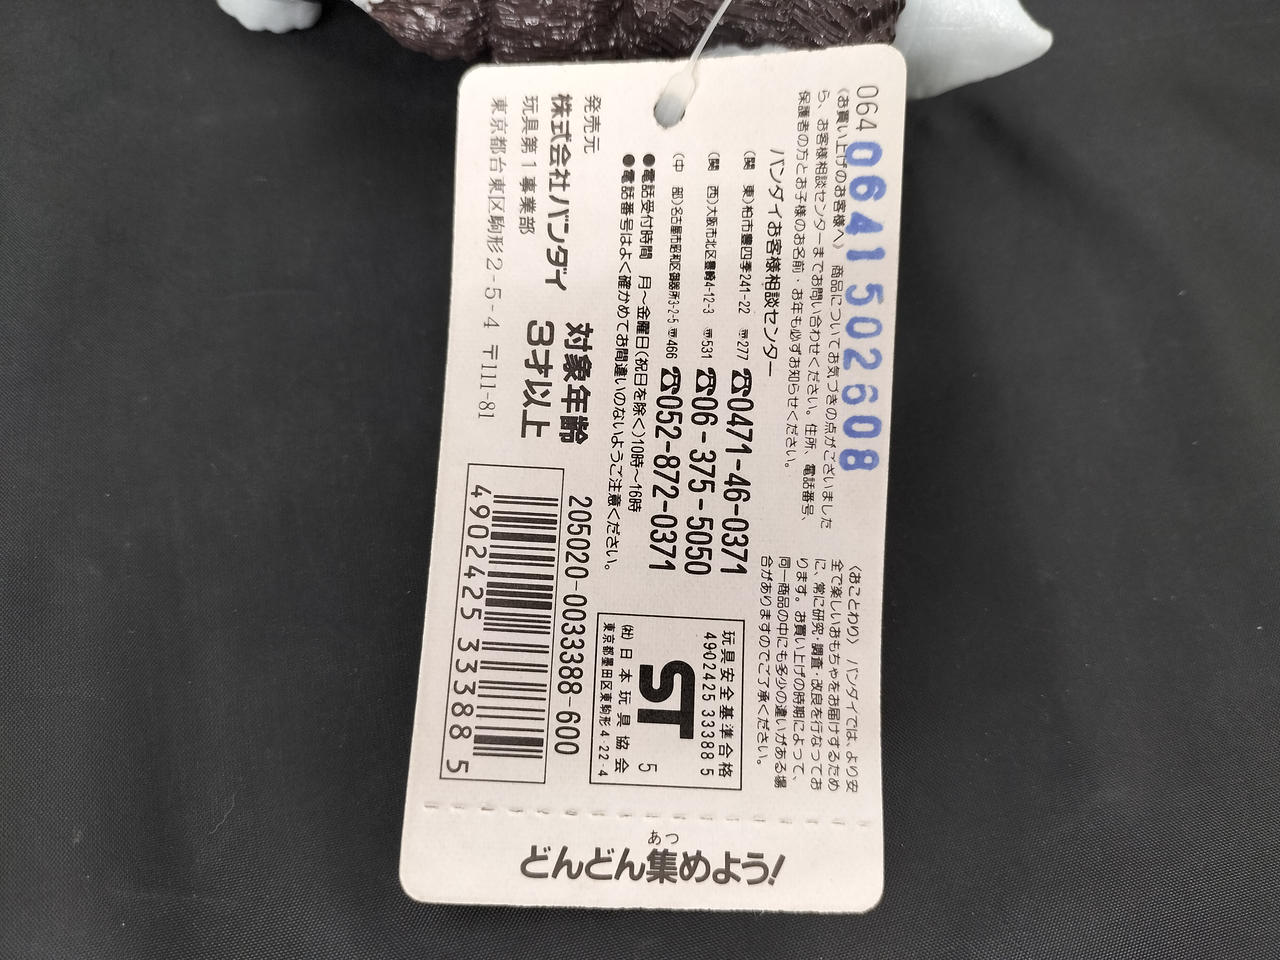 064
0641502608
〈お買い上げのお客様へ〉 商品についてお気づきの点がございました
ら、お客様相談センターまでお問い合わせください。住所、電話番号、
保護者の方とお子様のお名前・お年も必ずお知らせください。
バンダイお客様相談センター
(関 東)柏市豊四季241-22 〠277 ☎0471-46-0371
(関 西)大阪市北区豊崎4-12-3 〠531 ☎06-375-5050
(中 部)名古屋市昭和区御器所3-2-5 〠466 ☎052-872-0371
●電話受付時間 月〜金曜日(祝日を除く)10時〜16時
●電話番号はよく確かめてお間違いのないようご注意ください。
発売元
株式会社バンダイ
玩具第1事業部
東京都台東区駒形2-5-4 〒111-81
対象年齢
3才以上
〈おことわり〉 バンダイでは、より安
全で楽しいおもちゃをお届けするため
に、常に研究・調査・改良を行なってお
ります。お買い上げの時期によって、
同一商品の中にも多少の違いがある場
合がありますのでご了承ください。
玩具安全基準合格
4902425 33388 5
ST 5
㈳日本玩具協会
東京都墨田区東駒形4-22-4
205020-0033388-600
4902425 33388 5
あつ
どんどん集めよう!